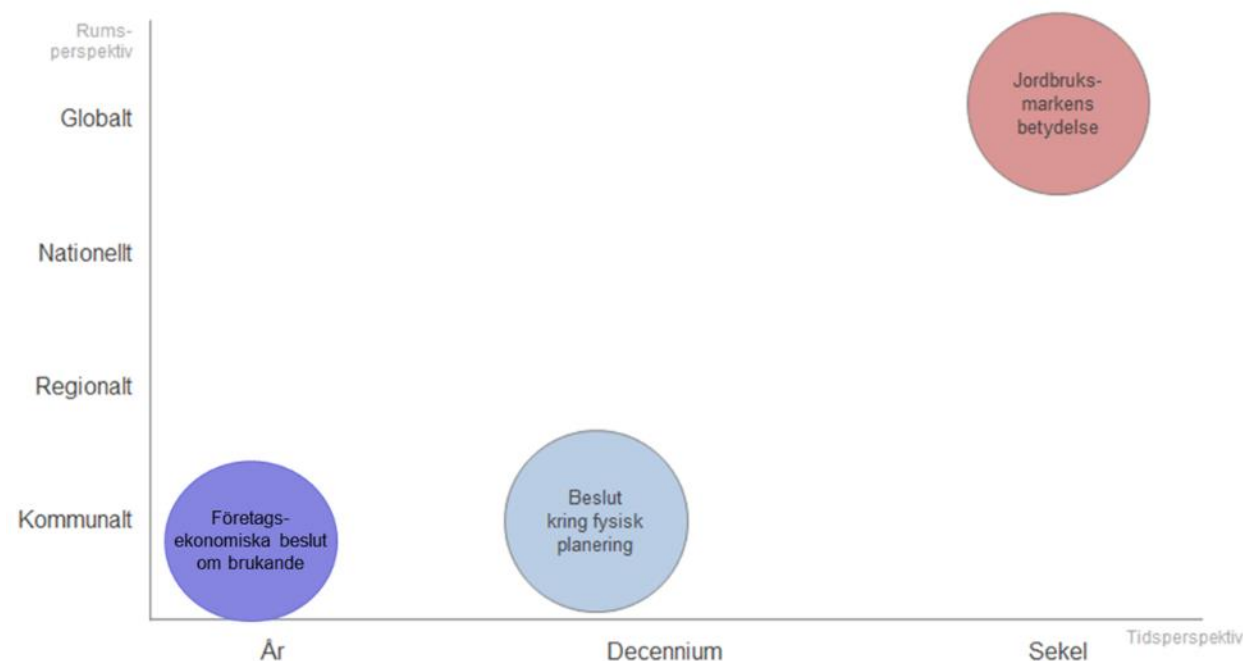 Rums-
perspektiv
Globalt
Nationellt
Regionalt
Kommunalt
Jordbruks-
markens
betydelse
Företags-
ekonomiska beslut
om brukande
Beslut
kring fysisk
planering
År
Decennium
Sekel
Tidsperspektiv